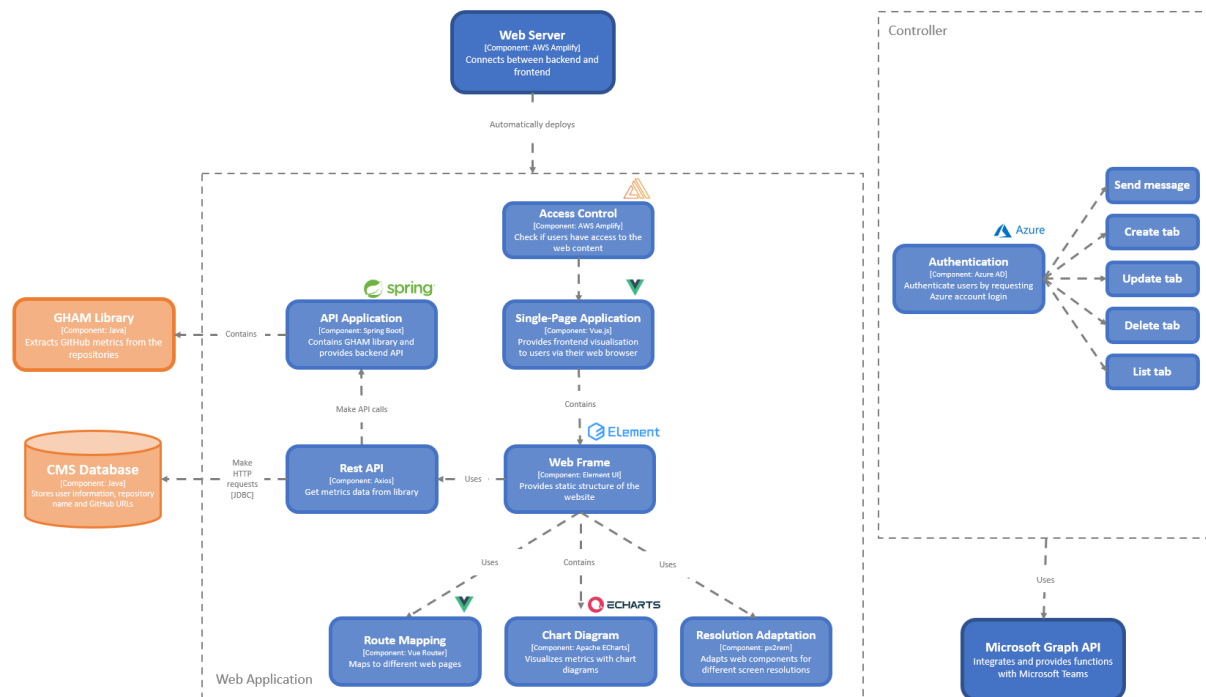 Web Server
[Component: AWS Amplify]
Connects between backend and
frontend
Automatically deploys
Controller
Send message
Create tab
Update tab
Delete tab
List tab
Azure
Authentication
[Component: Azure AD]
Authenticate users by requesting
Azure account login
Uses
Microsoft Graph API
Integrates and provides functions
with Microsoft Teams
Access Control
[Component: AWS Amplify]
Check if users have access to the
web content
spring
GHAM Library
[Component: Java]
Extracts GitHub metrics from the
repositories
Contains
API Application
[Component: Spring Boot]
Contains GHAM library and
provides backend API
Single-Page Application
[Component: Vue.js]
Provides frontend visualisation
to users via their web browser
Make API calls
Contains
Element
CMS Database
[Component: Java]
Stores user information, repository
name and GitHub URLs
Make
HTTP
requests
[JDBC]
Rest API
[Component: Axios]
Get metrics data from library
Uses
Web Frame
[Component: Element UI]
Provides static structure of the
website
Uses
Contains
Uses
ECHARTS
Route Mapping
[Component: Vue Router]
Maps to different web pages
Chart Diagram
[Component: Apache ECharts]
Visualizes metrics with chart
diagrams
Resolution Adaptation
[Component: px2rem]
Adapts web components for
different screen resolutions
Web Application